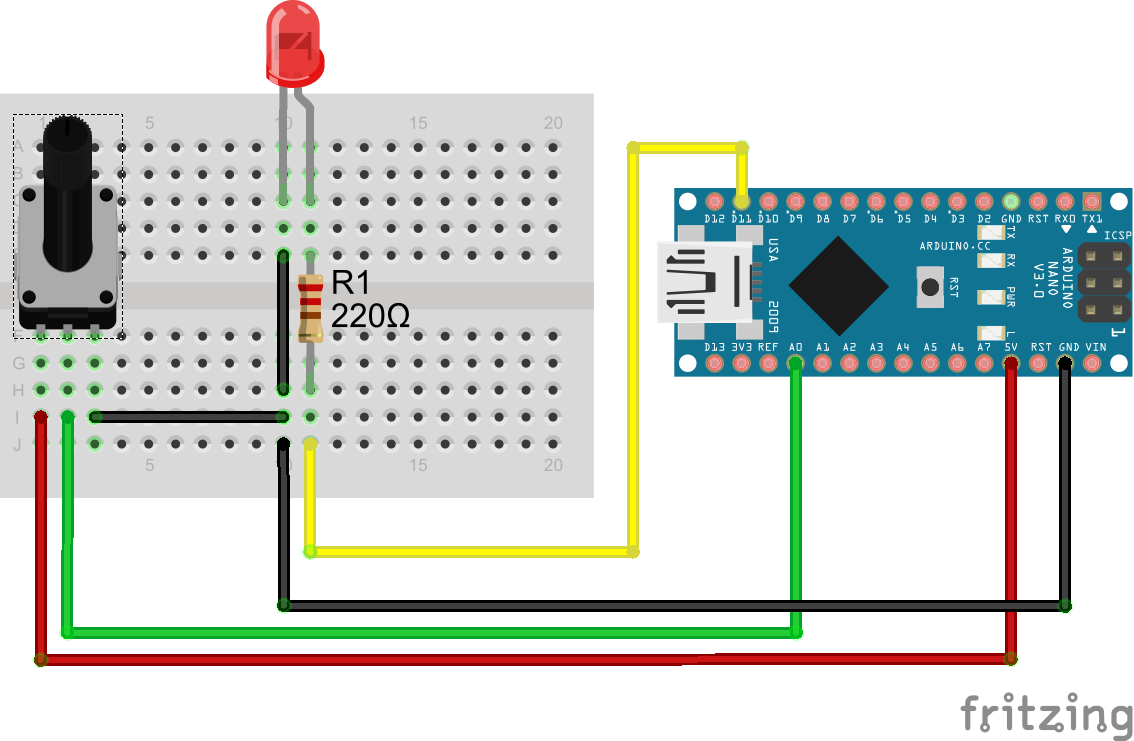 5 10 15 20
A
B
C
R1
220Ω
F
G
H
I
J
5 10 15 20
D12 D11 D10 D9 D8 D7 D6 D5 D4 D3 D2 GND RST RX0 TX1
USA
2009
ARDUINO.CC
RST
TX
RX
PWR
L
ARDUINO
NANO
V3.0
ICSP
1
D13 3V3 REF A0 A1 A2 A3 A4 A5 A6 A7 5V RST GND VIN
fritzing